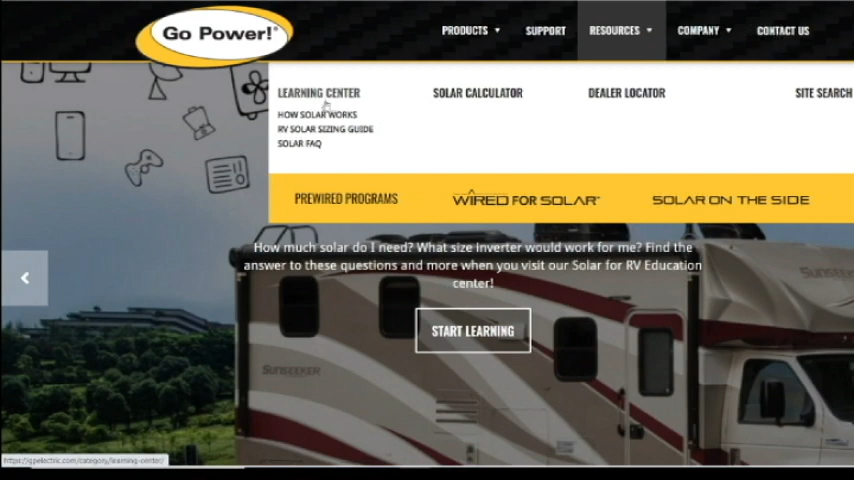 Go Power!®
PRODUCTS SUPPORT RESOURCES COMPANY CONTACT US
LEARNING CENTER SOLAR CALCULATOR DEALER LOCATOR SITE SEARCH
HOW SOLAR WORKS
RV SOLAR SIZING GUIDE
SOLAR FAQ
PREWIRED PROGRAMS WIRED FOR SOLAR™ SOLAR ON THE SIDE
How much solar do I need? What size inverter would work for me? Find the
answer to these questions and more when you visit our Solar for RV Education
center!
START LEARNING
SUNSEEKER
SUNSEEKER
https://gpelectric.com/category/learning-center/